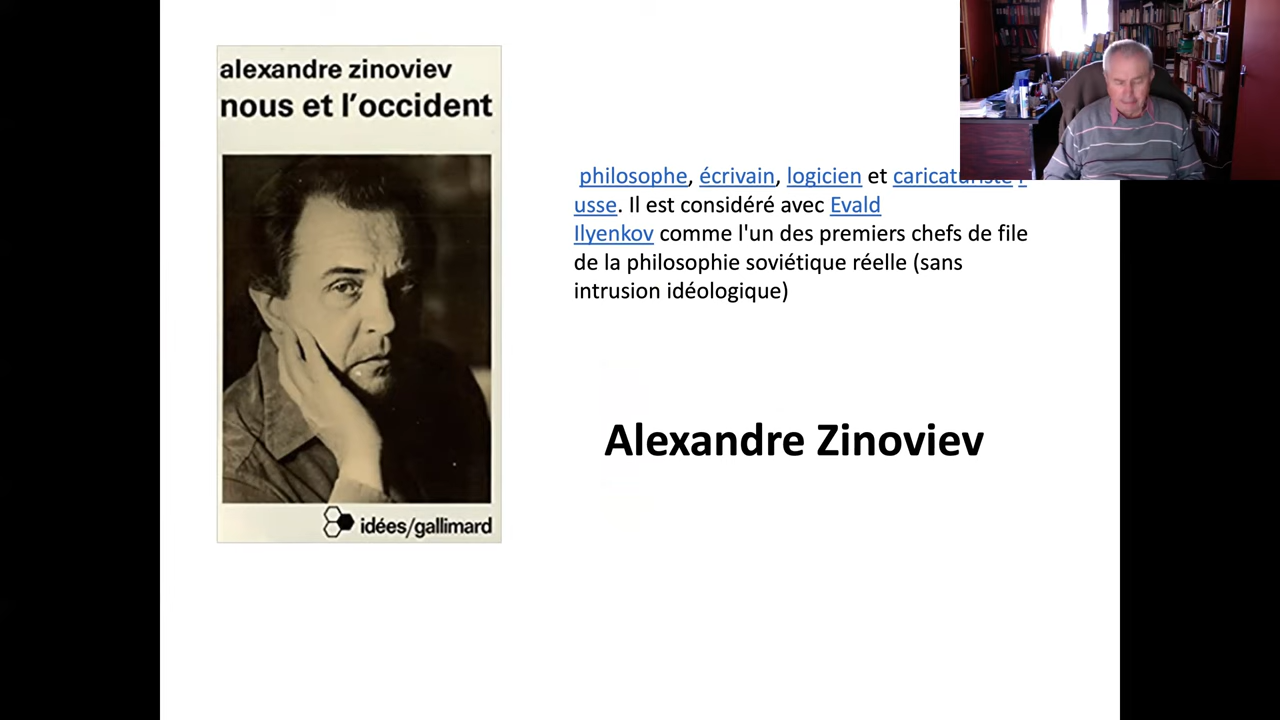 alexandre zinoviev
nous et l'occident
philosophe, écrivain, logicien et caricaturiste r
usse. Il est considéré avec Evald
Ilyenkov comme l'un des premiers chefs de file
de la philosophie soviétique réelle (sans
intrusion idéologique)
Alexandre Zinoviev
idées/gallimard